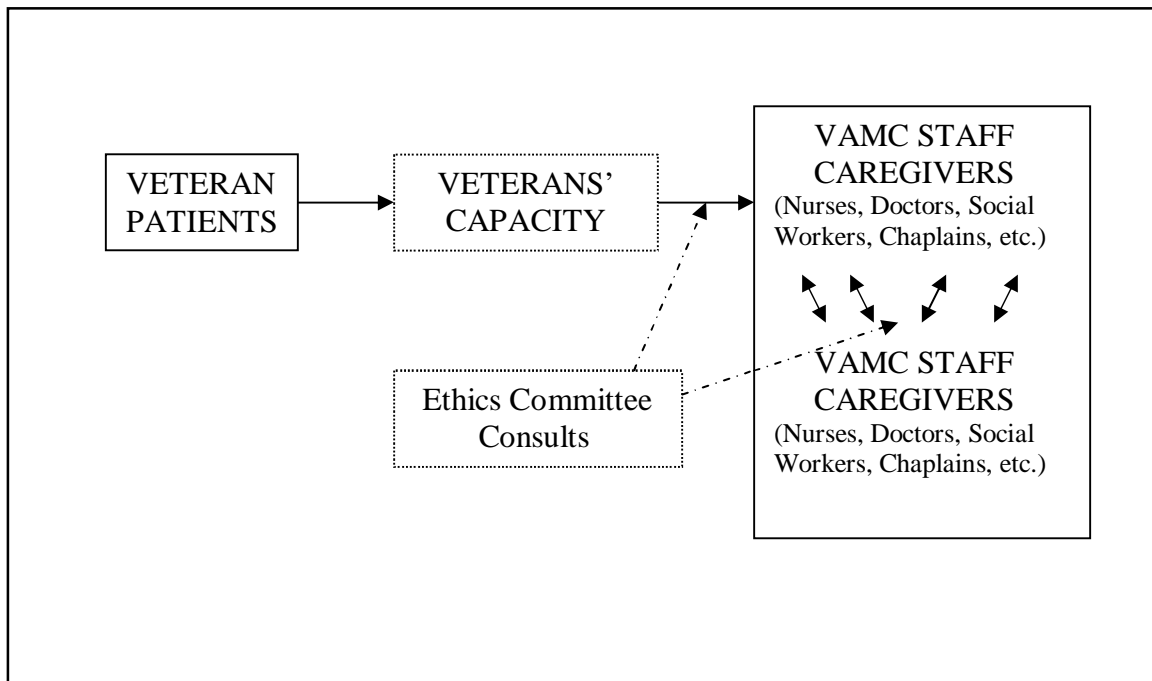 VETERAN
PATIENTS
VETERANS’
CAPACITY
VAMC STAFF
CAREGIVERS
(Nurses, Doctors, Social
Workers, Chaplains, etc.)
Ethics Committee
Consults
VAMC STAFF
CAREGIVERS
(Nurses, Doctors, Social
Workers, Chaplains, etc.)